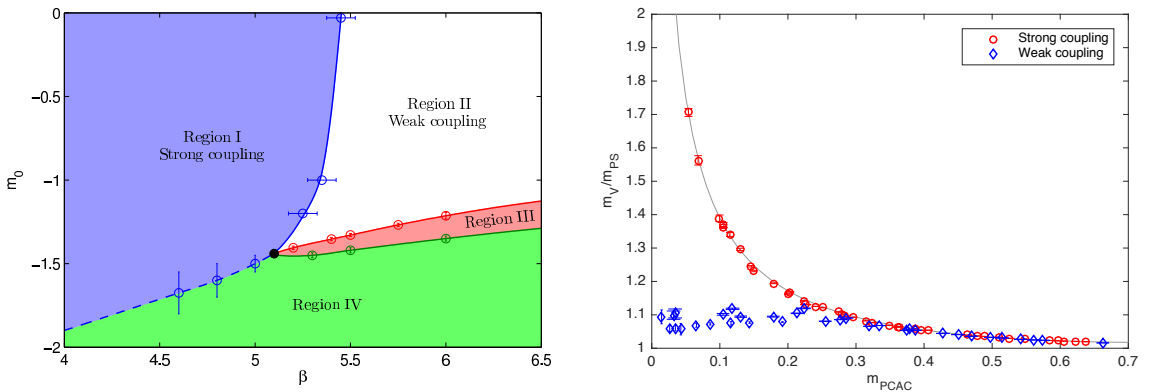 0
−0.5
−1
−1.5
−2
m₀
4
4.5
5
5.5
6
6.5
β
Region I
Strong coupling
Region II
Weak coupling
Region III
Region IV
2
1.9
1.8
1.7
1.6
1.5
1.4
1.3
1.2
1.1
1
m_V/m_PS
0
0.1
0.2
0.3
0.4
0.5
0.6
0.7
m_PCAC
Strong coupling
Weak coupling